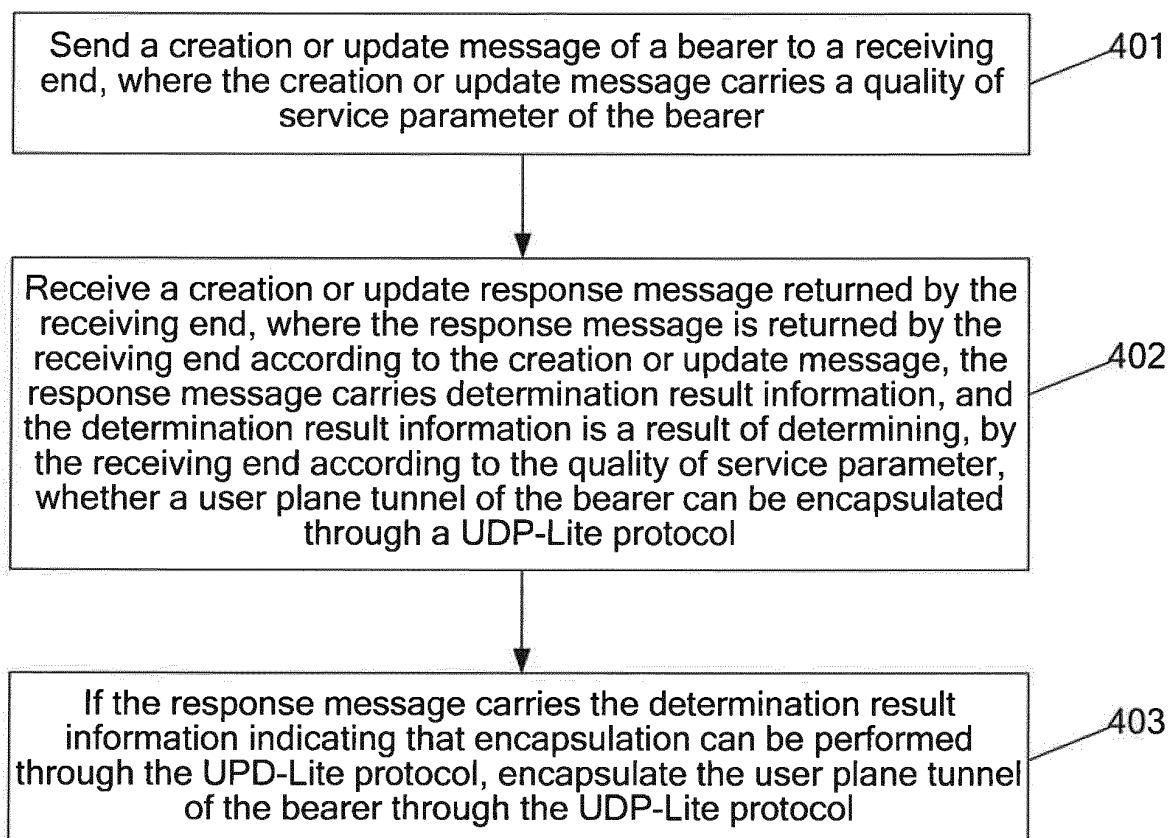 Send a creation or update message of a bearer to a receiving
end, where the creation or update message carries a quality of
service parameter of the bearer
401
Receive a creation or update response message returned by the
receiving end, where the response message is returned by the
receiving end according to the creation or update message, the
response message carries determination result information, and
the determination result information is a result of determining, by
the receiving end according to the quality of service parameter,
whether a user plane tunnel of the bearer can be encapsulated
through a UDP-Lite protocol
402
If the response message carries the determination result
information indicating that encapsulation can be performed
through the UPD-Lite protocol, encapsulate the user plane tunnel
of the bearer through the UDP-Lite protocol
403